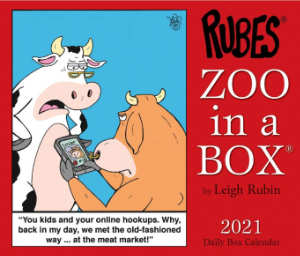 RUBES®
ZOO
in a
BOX®
by Leigh Rubin
2021
Daily Box Calendar
"You kids and your online hookups. Why,
back in my day, we met the old-fashioned
way ... at the meat market!"